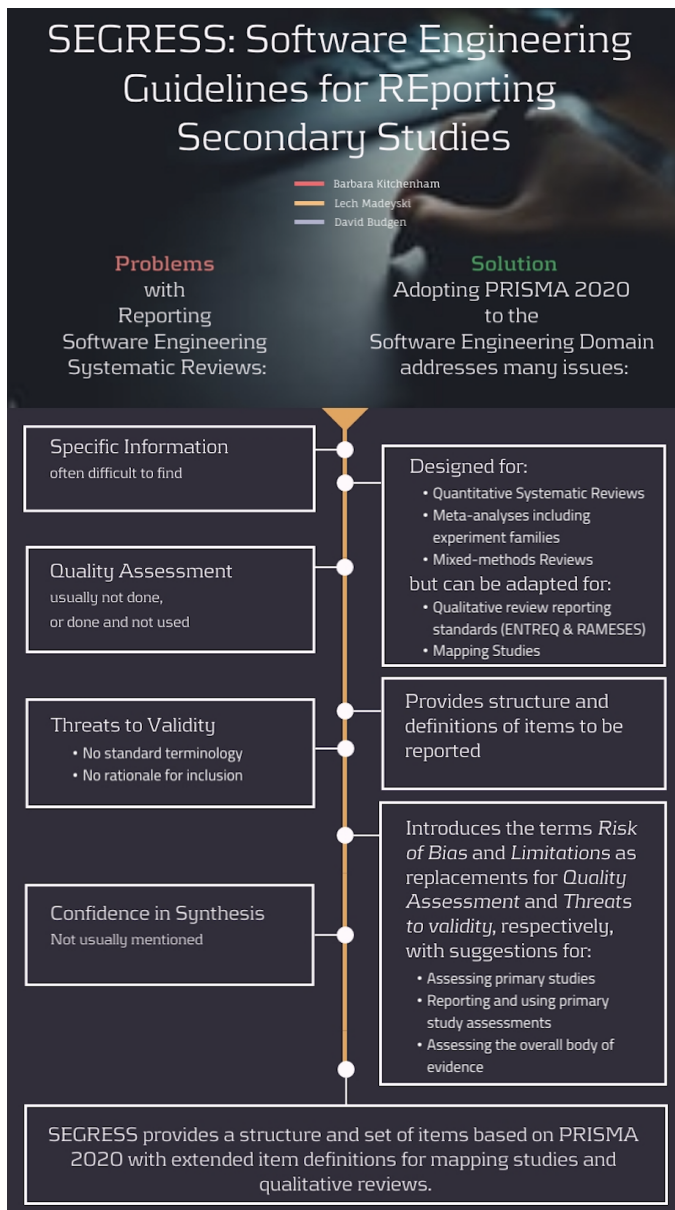 SEGRESS: Software Engineering
Guidelines for REporting
Secondary Studies
Barbara Kitchenham
Lech Madeyski
David Budgen
Problems
with
Reporting
Software Engineering
Systematic Reviews:
Solution
Adopting PRISMA 2020
to the
Software Engineering Domain
addresses many issues:
Specific Information
often difficult to find
Quality Assessment
usually not done,
or done and not used
Threats to Validity
• No standard terminology
• No rationale for inclusion
Confidence in Synthesis
Not usually mentioned
Designed for:
• Quantitative Systematic Reviews
• Meta-analyses including
experiment families
• Mixed-methods Reviews
but can be adapted for:
• Qualitative review reporting
standards (ENTREQ & RAMESES)
• Mapping Studies
Provides structure and
definitions of items to be
reported
Introduces the terms Risk
of Bias and Limitations as
replacements for Quality
Assessment and Threats
to validity, respectively,
with suggestions for:
• Assessing primary studies
• Reporting and using primary
study assessments
• Assessing the overall body of
evidence
SEGRESS provides a structure and set of items based on PRISMA
2020 with extended item definitions for mapping studies and
qualitative reviews.